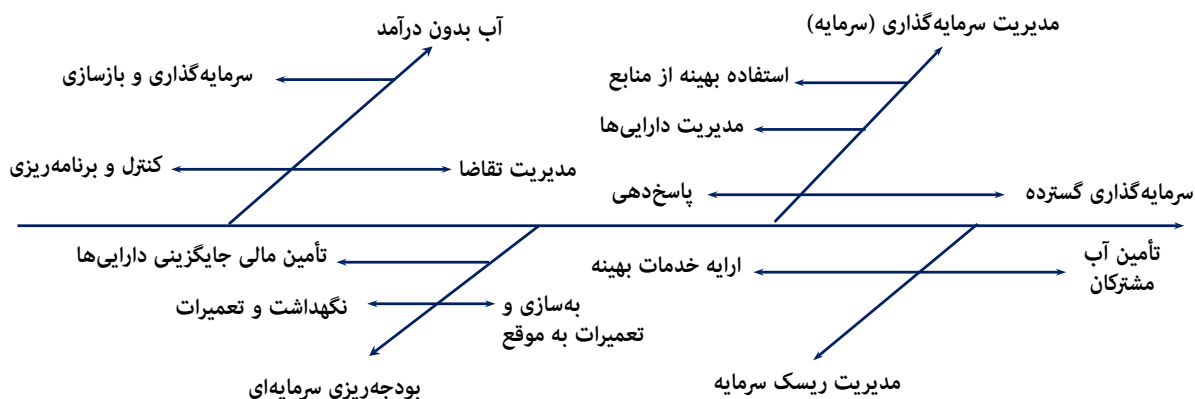 مدیریت سرمایه‌گذاری (سرمایه)
آب بدون درآمد
استفاده بهینه از منابع
سرمایه‌گذاری و بازسازی
مدیریت دارایی‌ها
سرمایه‌گذاری گسترده
پاسخ‌دهی
مدیریت تقاضا
کنترل و برنامه‌ریزی
تأمین آب
مشترکان
ارایه خدمات بهینه
تأمین مالی جایگزینی دارایی‌ها
به‌سازی و
تعمیرات به موقع
نگهداشت و تعمیرات
مدیریت ریسک سرمایه
بودجه‌ریزی سرمایه‌ای